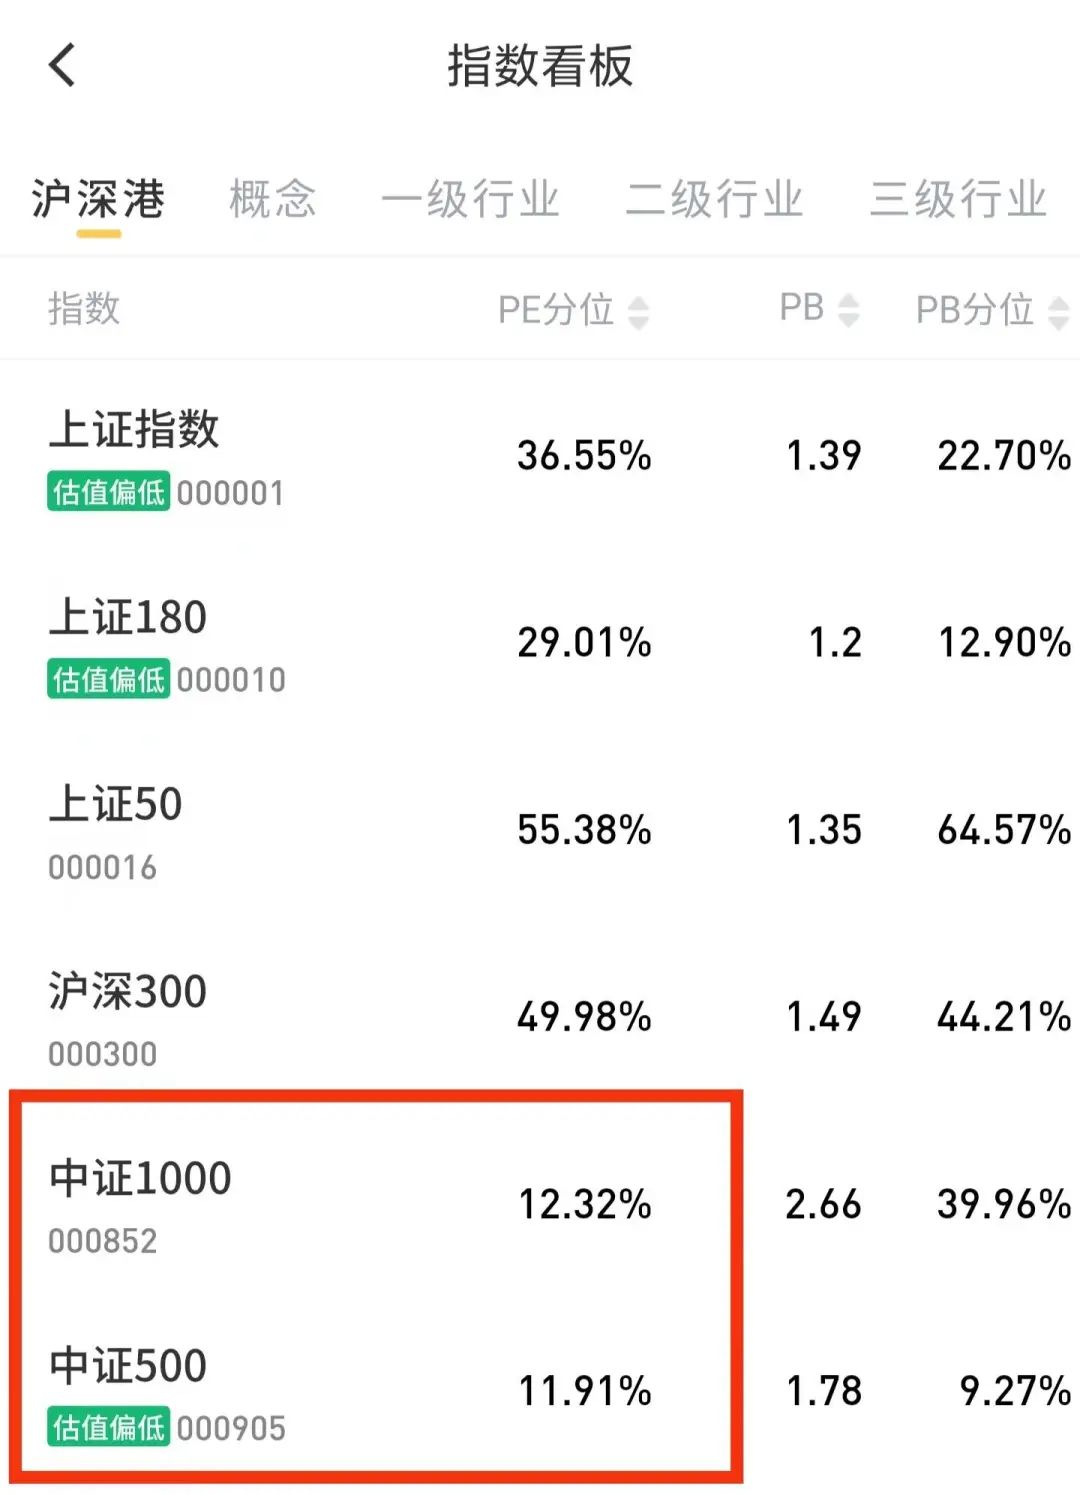 指数看板
沪深港 概念 一级行业 二级行业 三级行业
指数 PE分位 PB PB分位
上证指数
36.55% 1.39 22.70%
估值偏低 000001
上证180
29.01% 1.2 12.90%
估值偏低 000010
上证50
55.38% 1.35 64.57%
000016
沪深300
49.98% 1.49 44.21%
000300
中证1000
12.32% 2.66 39.96%
000852
中证500
11.91% 1.78 9.27%
估值偏低 000905